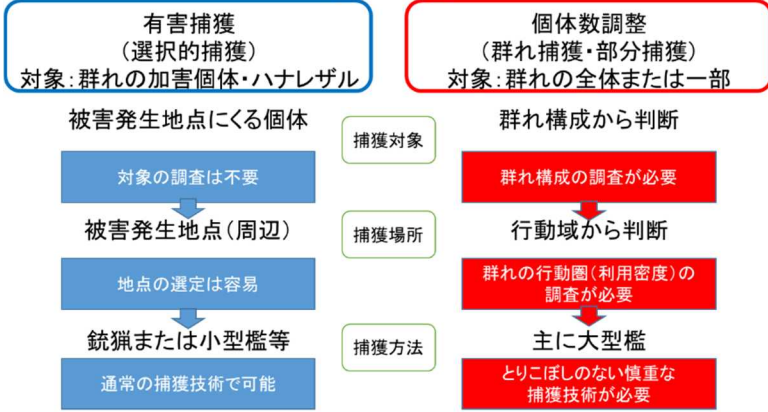 有害捕獲
(選択的捕獲)
対象:群れの加害個体・ハナレザル
個体数調整
(群れ捕獲・部分捕獲)
対象:群れの全体または一部
被害発生地点にくる個体
捕獲対象
群れ構成から判断
対象の調査は不要
群れ構成の調査が必要
被害発生地点(周辺)
捕獲場所
行動域から判断
地点の選定は容易
群れの行動圏(利用密度)の
調査が必要
銃猟または小型檻等
捕獲方法
主に大型檻
通常の捕獲技術で可能
とりこぼしのない慎重な
捕獲技術が必要